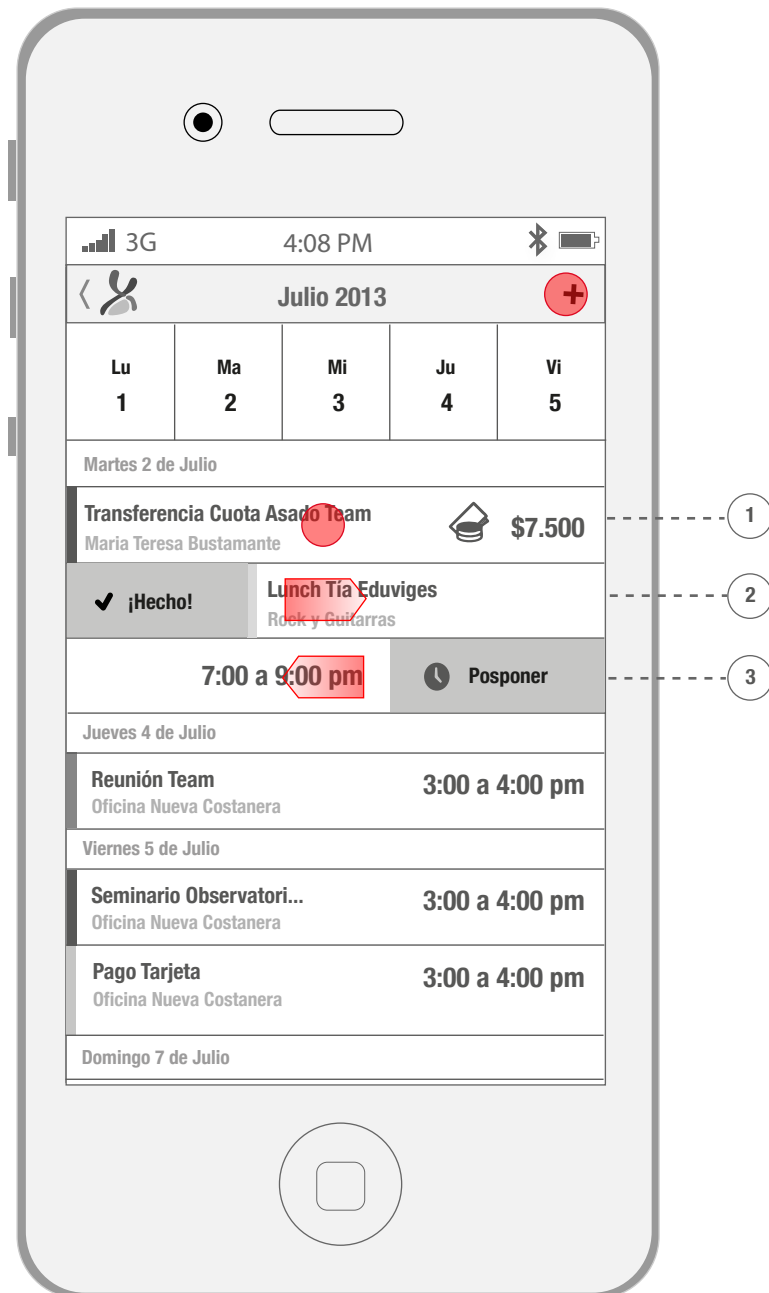 3G 4:08 PM
Julio 2013 +
Lu Ma Mi Ju Vi
1 2 3 4 5
Martes 2 de Julio
Transferencia Cuota Asado Team
Maria Teresa Bustamante
$7.500
1
¡Hecho!
Lunch Tía Eduviges
Rock y Guitarras
2
7:00 a 9:00 pm
Posponer
3
Jueves 4 de Julio
Reunión Team
Oficina Nueva Costanera
3:00 a 4:00 pm
Viernes 5 de Julio
Seminario Observatori...
Oficina Nueva Costanera
3:00 a 4:00 pm
Pago Tarjeta
Oficina Nueva Costanera
3:00 a 4:00 pm
Domingo 7 de Julio